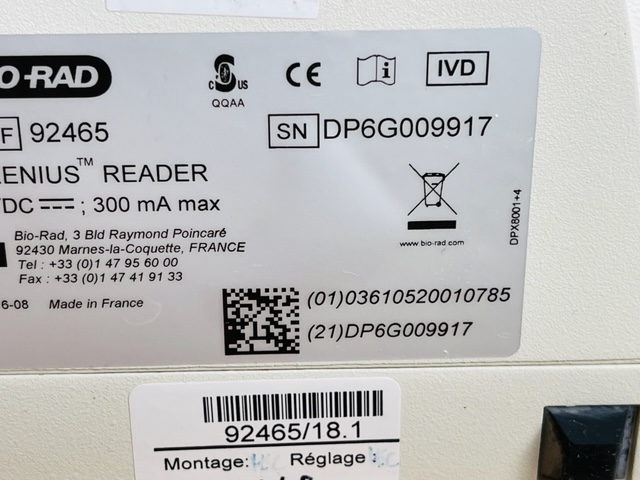 O-RAD
C US
QQAA
CE
i
IVD
F 92465
SN DP6G009917
ENIUS™ READER
DC ; 300 mA max
Bio-Rad, 3 Bld Raymond Poincaré
92430 Marnes-la-Coquette, FRANCE
Tel : +33 (0)1 47 95 60 00
Fax : +33 (0)1 47 41 91 33
6-08 Made in France
www.bio-rad.com
DPX8001+4
(01)03610520010785
(21)DP6G009917
92465/18.1
Montage: Réglage :